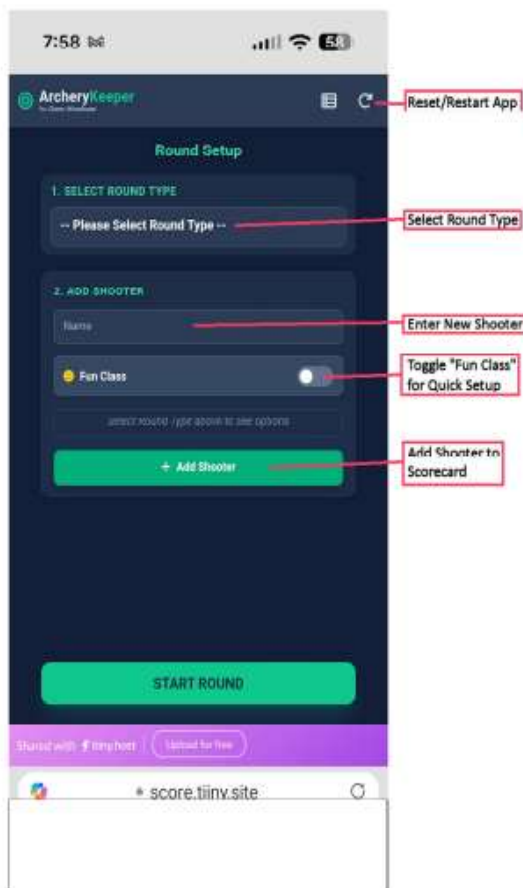 7:58
58
ArcheryKeeper
Reset/Restart App
Round Setup
1. SELECT ROUND TYPE
-- Please Select Round Type --
Select Round Type
2. ADD SHOOTER
Name
Enter New Shooter
Fun Class
Toggle "Fun Class"
for Quick Setup
Select Round Type above to see options
+ Add Shooter
Add Shooter to
Scorecard
START ROUND
Shared with tiiny.host
Upload for free
score.tiiny.site